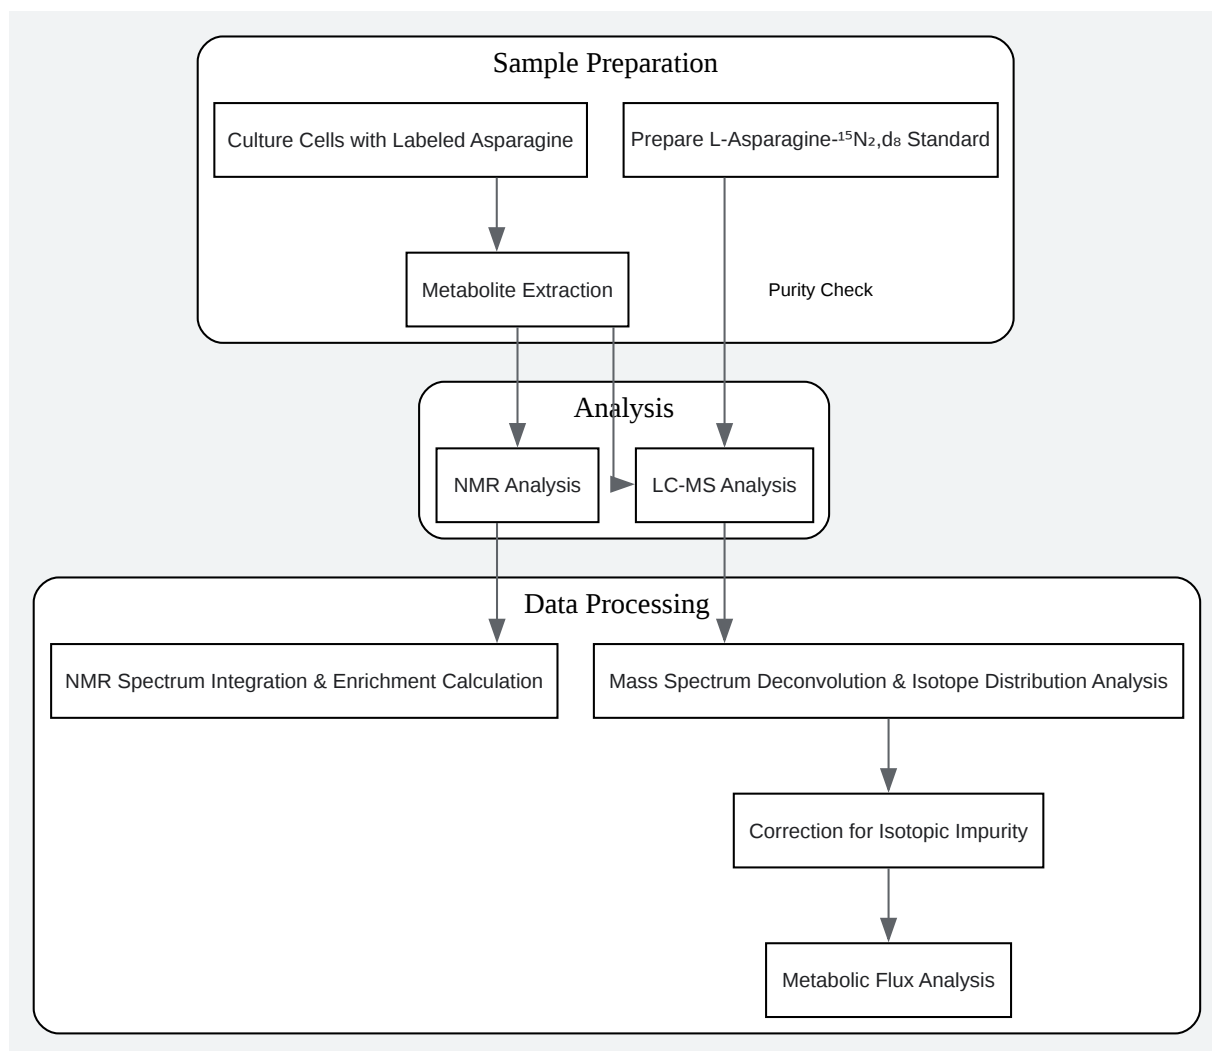 Sample Preparation
Culture Cells with Labeled Asparagine
Prepare L-Asparagine-¹⁵N₂,d₈ Standard
Metabolite Extraction
Purity Check
Analysis
NMR Analysis
LC-MS Analysis
Data Processing
NMR Spectrum Integration & Enrichment Calculation
Mass Spectrum Deconvolution & Isotope Distribution Analysis
Correction for Isotopic Impurity
Metabolic Flux Analysis